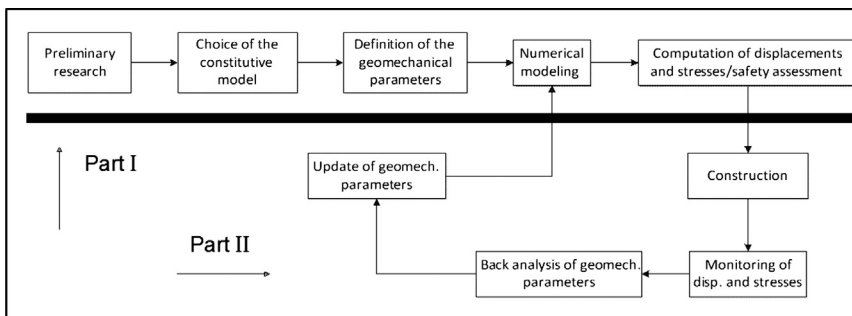 Preliminary
research
Choice of the
constitutive
model
Definition of the
geomechanical
parameters
Numerical
modeling
Computation of displacements
and stresses/safety assessment
Part I
Update of geomech.
parameters
Construction
Part II
Back analysis of geomech.
parameters
Monitoring of
disp. and stresses